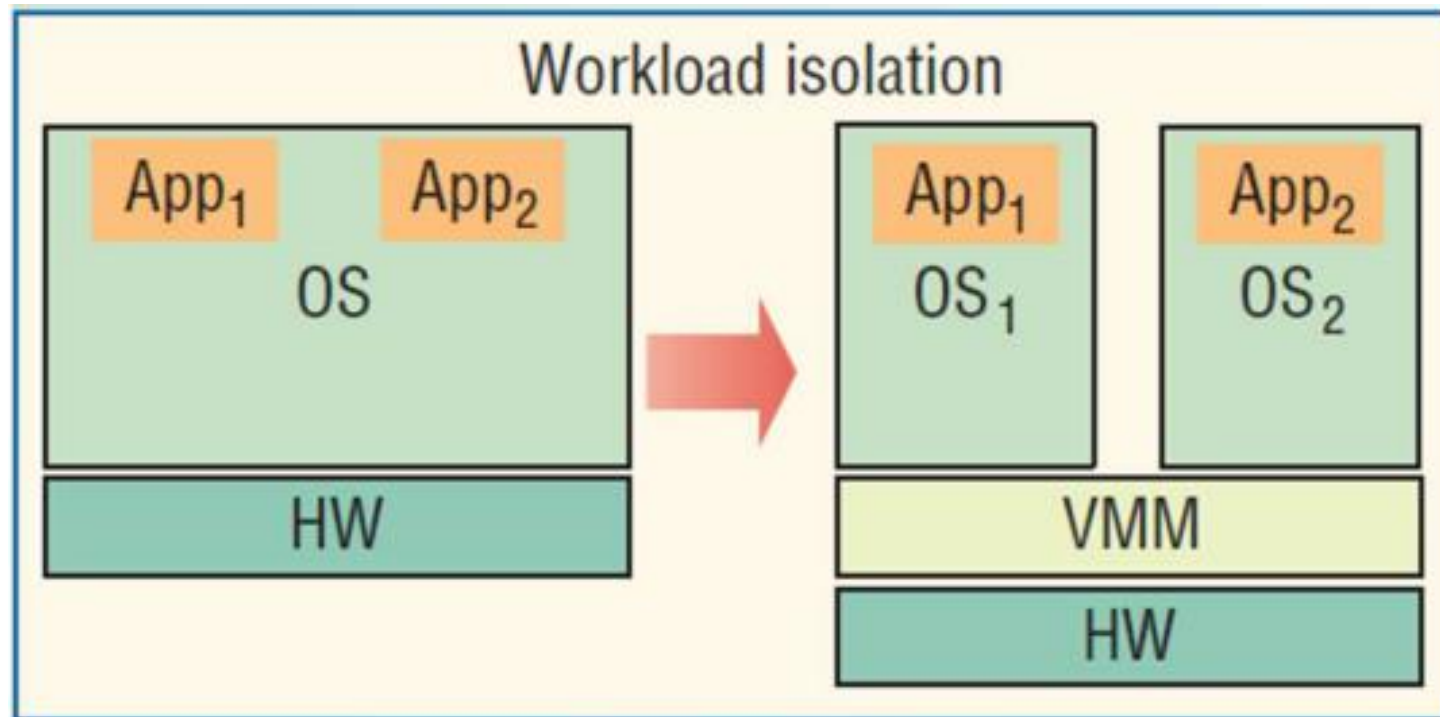 Workload isolation
App₁ App₂
OS
HW
App₁ App₂
OS₁ OS₂
VMM
HW